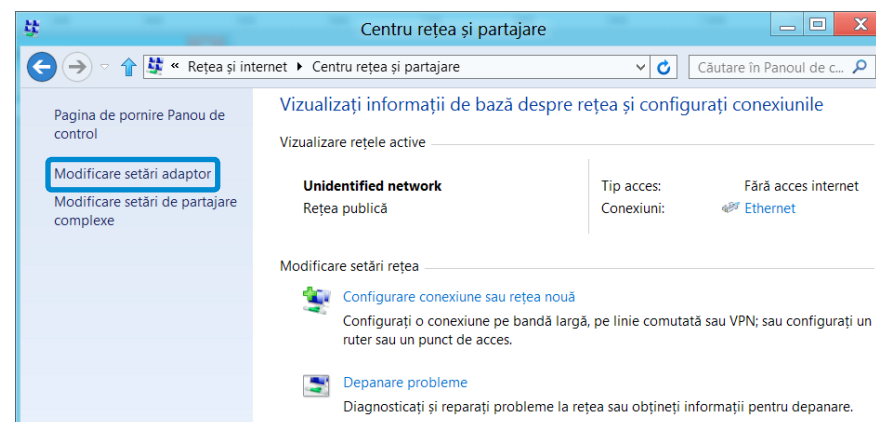 Centru rețea și partajare
« Rețea și internet ▸ Centru rețea și partajare
Căutare în Panoul de c...
Pagina de pornire Panou de
control
Modificare setări adaptor
Modificare setări de partajare
complexe
Vizualizați informații de bază despre rețea și configurați conexiunile
Vizualizare rețele active
Unidentified network
Rețea publică
Tip acces: Fără acces internet
Conexiuni: Ethernet
Modificare setări rețea
Configurare conexiune sau rețea nouă
Configurați o conexiune pe bandă largă, pe linie comutată sau VPN; sau configurați un
ruter sau un punct de acces.
Depanare probleme
Diagnosticați și reparați probleme la rețea sau obțineți informații pentru depanare.